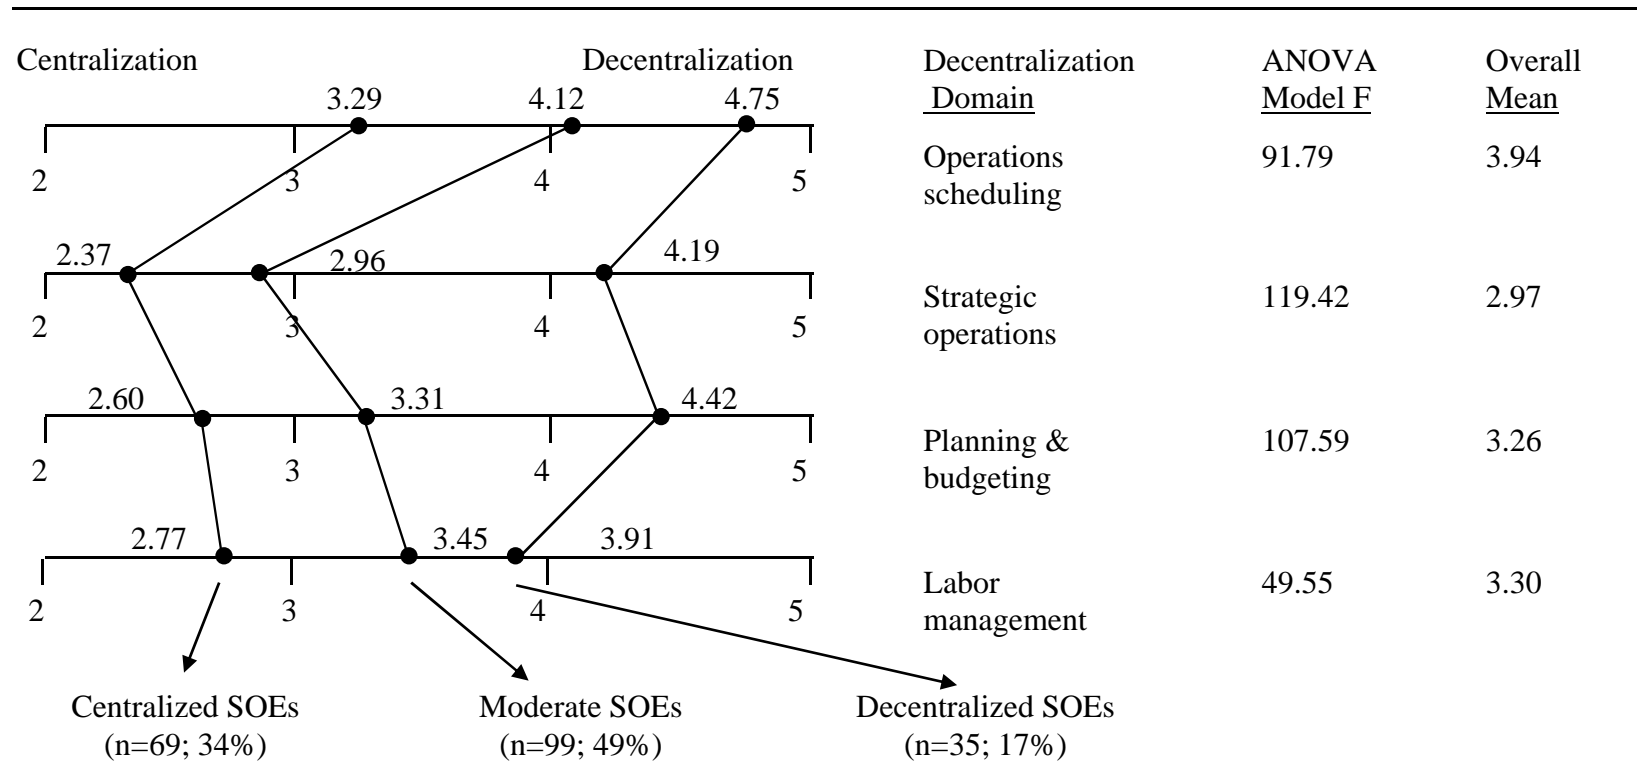 Centralization Decentralization Decentralization ANOVA Overall
Domain Model F Mean
3.29 4.12 4.75
2 3 4 5
Operations 91.79 3.94
scheduling
2.37 2.96 4.19
2 3 4 5
Strategic 119.42 2.97
operations
2.60 3.31 4.42
2 3 4 5
Planning & 107.59 3.26
budgeting
2.77 3.45 3.91
2 3 4 5
Labor 49.55 3.30
management
Centralized SOEs Moderate SOEs Decentralized SOEs
(n=69; 34%) (n=99; 49%) (n=35; 17%)